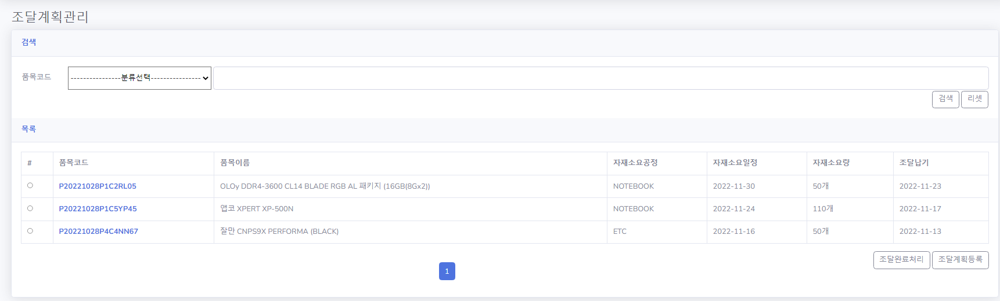 조달계획관리
검색
품목코드 ----------------분류선택----------------
검색 리셋
목록
# 품목코드 품목이름 자재소요공정 자재소요일정 자재소요량 조달납기
P20221028P1C2RL05 OLOy DDR4-3600 CL14 BLADE RGB AL 패키지 (16GB(8Gx2)) NOTEBOOK 2022-11-30 50개 2022-11-23
P20221028P1C5YP45 앱코 XPERT XP-500N NOTEBOOK 2022-11-24 110개 2022-11-17
P20221028P4C4NN67 잘만 CNPS9X PERFORMA (BLACK) ETC 2022-11-16 50개 2022-11-13
조달완료처리 조달계획등록
1